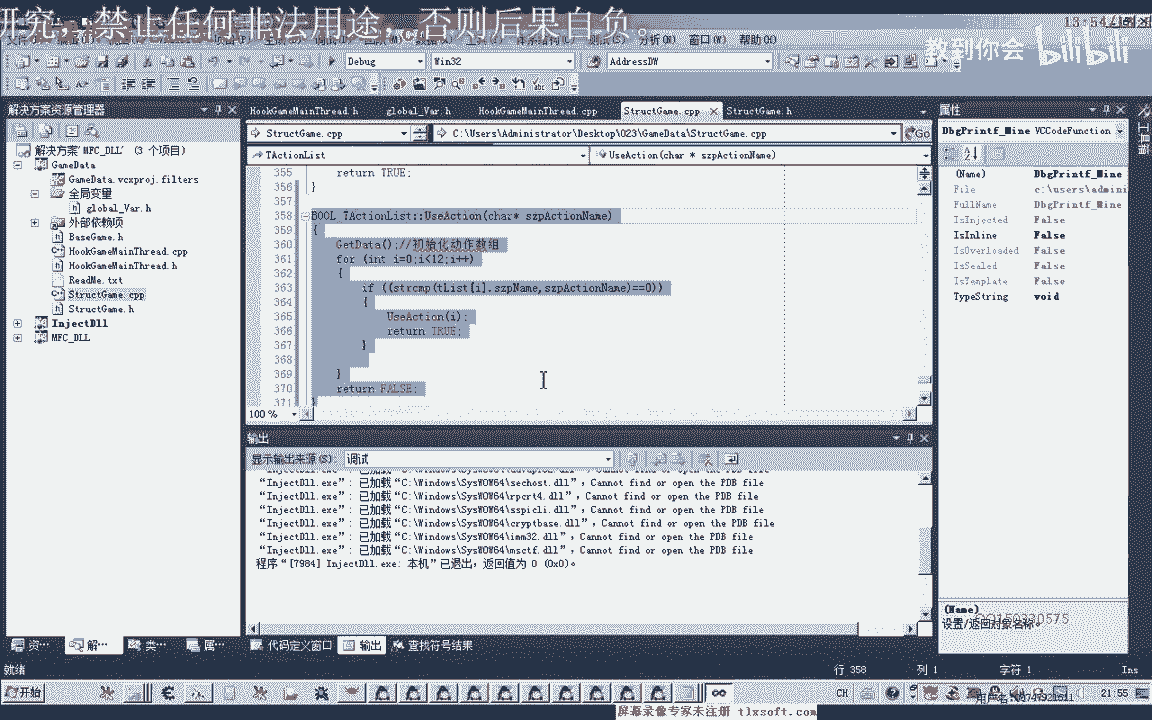 研究，禁止任何非法用途，否则后果自负。
13:54
分析(N) 窗口(W) 帮助(H)
教到你会 bilibili
Debug Win32 AddressDW
解决方案资源管理器
HookGameMainThread.h global_Var.h HookGameMainThread.cpp StructGame.cpp StructGame.h
属性
StructGame.cpp C:\Users\Administrator\Desktop\023\GameData\StructGame.cpp Go
DbgPrintf_Mine VCCodeFunction
工具箱
解决方案'MFC_DLL' (3 个项目)
GameData
GameData.vcxproj.filters
全局变量
global_Var.h
外部依赖项
BaseGame.h
HookGameMainThread.cpp
HookGameMainThread.h
ReadMe.txt
StructGame.cpp
StructGame.h
InjectDll
MFC_DLL
TActionList UseAction(char * szpActionName)
355 return TRUE;
356 }
357
358 BOOL TActionList::UseAction(char* szpActionName)
359 {
360 GetData();//初始化动作数组
361 for (int i=0;i<12;i++)
362 {
363 if ((strcmp(tList[i].szpName,szpActionName)==0))
364 {
365 UseAction(i);
366 return TRUE;
367 }
368
369 }
370 return FALSE;
371 }
100 %
(Name) DbgPrintf_Mine
File c:\users\admini
FullName DbgPrintf_Mine
IsInjected False
IsInline False
IsOverloaded False
IsSealed False
IsTemplate False
TypeString void
输出
显示输出来源(S): 调试
“InjectDll.exe”: 已加载“C:\Windows\SysWOW64\sechost.dll”，Cannot find or open the PDB file
“InjectDll.exe”: 已加载“C:\Windows\SysWOW64\rpcrt4.dll”，Cannot find or open the PDB file
“InjectDll.exe”: 已加载“C:\Windows\SysWOW64\sspicli.dll”，Cannot find or open the PDB file
“InjectDll.exe”: 已加载“C:\Windows\SysWOW64\cryptbase.dll”，Cannot find or open the PDB file
“InjectDll.exe”: 已加载“C:\Windows\SysWOW64\imm32.dll”，Cannot find or open the PDB file
“InjectDll.exe”: 已加载“C:\Windows\SysWOW64\msctf.dll”，Cannot find or open the PDB file
程序“[7984] InjectDll.exe: 本机”已退出，返回值为 0 (0x0)。
(Name)
设置/返回对象名称。
资… 解… 类… 属…
代码定义窗口 输出 查找符号结果
就绪 行 358 列 1 字符 1 Ins
开始 CH 21:55
屏幕录像专家未注册 tlxsoft.com